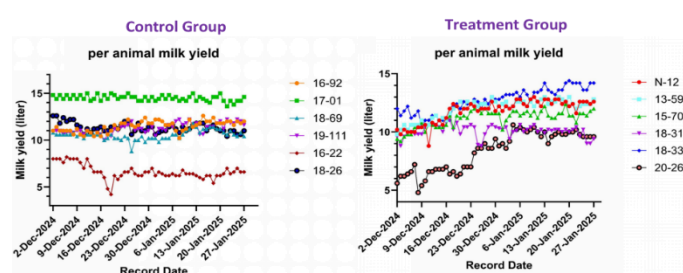 Control Group
per animal milk yield
Milk yield (liter)
15
10
5
2-Dec-2024
9-Dec-2024
16-Dec-2024
23-Dec-2024
30-Dec-2024
6-Jan-2025
13-Jan-2025
20-Jan-2025
27-Jan-2025
Record Date
16-92
17-01
18-69
19-111
16-22
18-26
Treatment Group
per animal milk yield
Milk yield (liter)
15
10
5
2-Dec-2024
9-Dec-2024
16-Dec-2024
23-Dec-2024
30-Dec-2024
6-Jan-2025
13-Jan-2025
20-Jan-2025
27-Jan-2025
Record Date
N-12
13-59
15-70
18-31
18-33
20-26